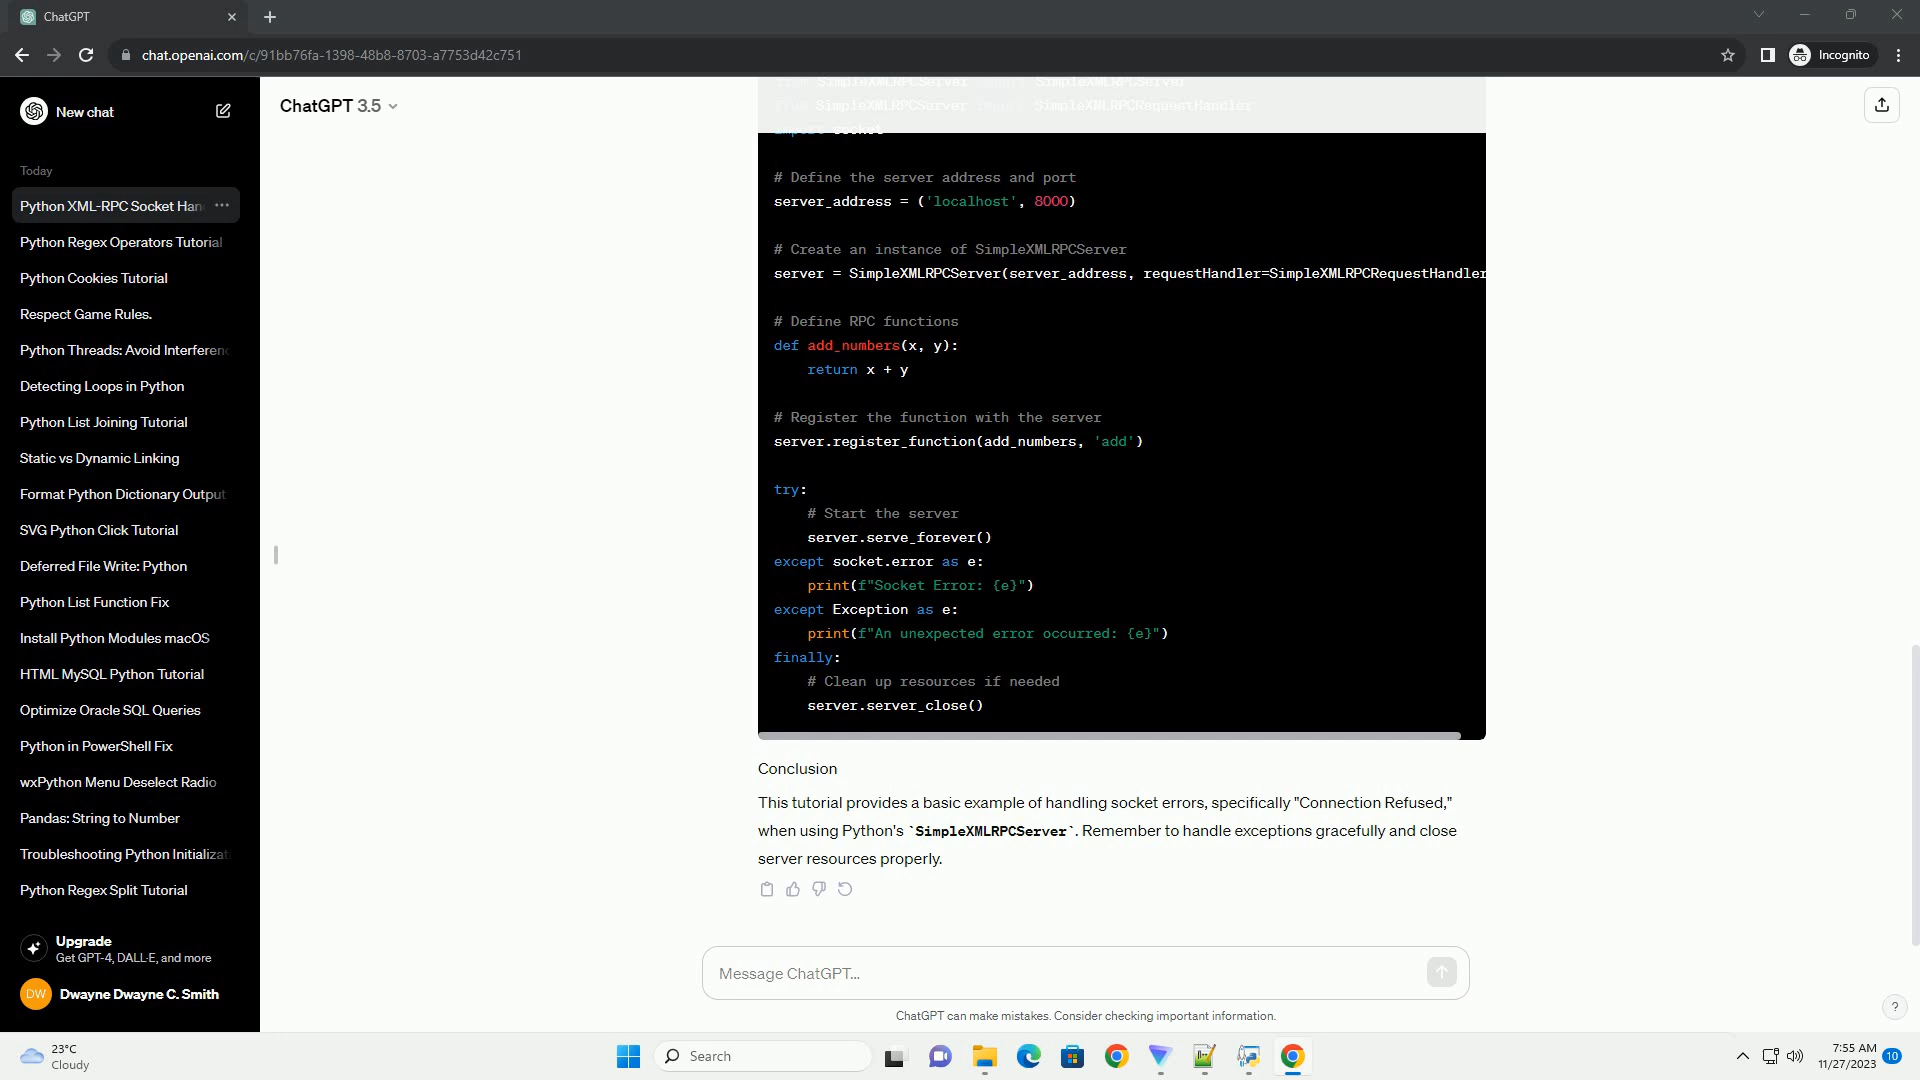 ChatGPT
chat.openai.com/c/91bb76fa-1398-48b8-8703-a7753d42c751
Incognito
New chat
Today
Python XML-RPC Socket Han
Python Regex Operators Tutorial
Python Cookies Tutorial
Respect Game Rules.
Python Threads: Avoid Interferenc
Detecting Loops in Python
Python List Joining Tutorial
Static vs Dynamic Linking
Format Python Dictionary Output
SVG Python Click Tutorial
Deferred File Write: Python
Python List Function Fix
Install Python Modules macOS
HTML MySQL Python Tutorial
Optimize Oracle SQL Queries
Python in PowerShell Fix
wxPython Menu Deselect Radio
Pandas: String to Number
Troubleshooting Python Initializat
Python Regex Split Tutorial
Upgrade
Get GPT-4, DALL·E, and more
DW
Dwayne Dwayne C. Smith
ChatGPT 3.5
from SimpleXMLRPCServer import SimpleXMLRPCServer
from SimpleXMLRPCServer import SimpleXMLRPCRequestHandler
import socket
# Define the server address and port
server_address = ('localhost', 8000)
# Create an instance of SimpleXMLRPCServer
server = SimpleXMLRPCServer(server_address, requestHandler=SimpleXMLRPCRequestHandler
# Define RPC functions
def add_numbers(x, y):
    return x + y
# Register the function with the server
server.register_function(add_numbers, 'add')
try:
    # Start the server
    server.serve_forever()
except socket.error as e:
    print(f"Socket Error: {e}")
except Exception as e:
    print(f"An unexpected error occurred: {e}")
finally:
    # Clean up resources if needed
    server.server_close()
Conclusion
This tutorial provides a basic example of handling socket errors, specifically "Connection Refused,"
when using Python's `SimpleXMLRPCServer`. Remember to handle exceptions gracefully and close
server resources properly.
Message ChatGPT...
ChatGPT can make mistakes. Consider checking important information.
?
23°C
Cloudy
Search
7:55 AM
11/27/2023
10